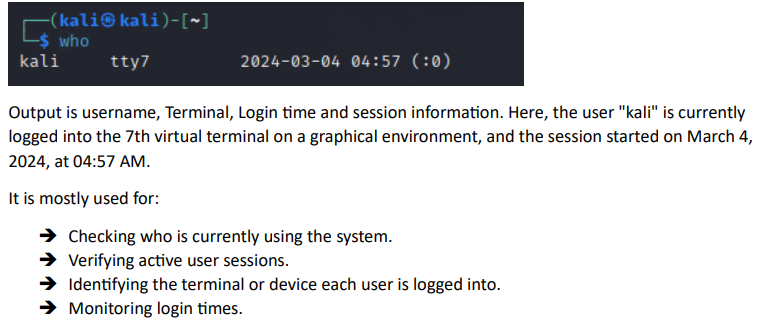 ┌──(kali㉿kali)-[~]
└─$ who
kali     tty7         2024-03-04 04:57 (:0)
Output is username, Terminal, Login time and session information. Here, the user "kali" is currently
logged into the 7th virtual terminal on a graphical environment, and the session started on March 4,
2024, at 04:57 AM.
It is mostly used for:
➔ Checking who is currently using the system.
➔ Verifying active user sessions.
➔ Identifying the terminal or device each user is logged into.
➔ Monitoring login times.